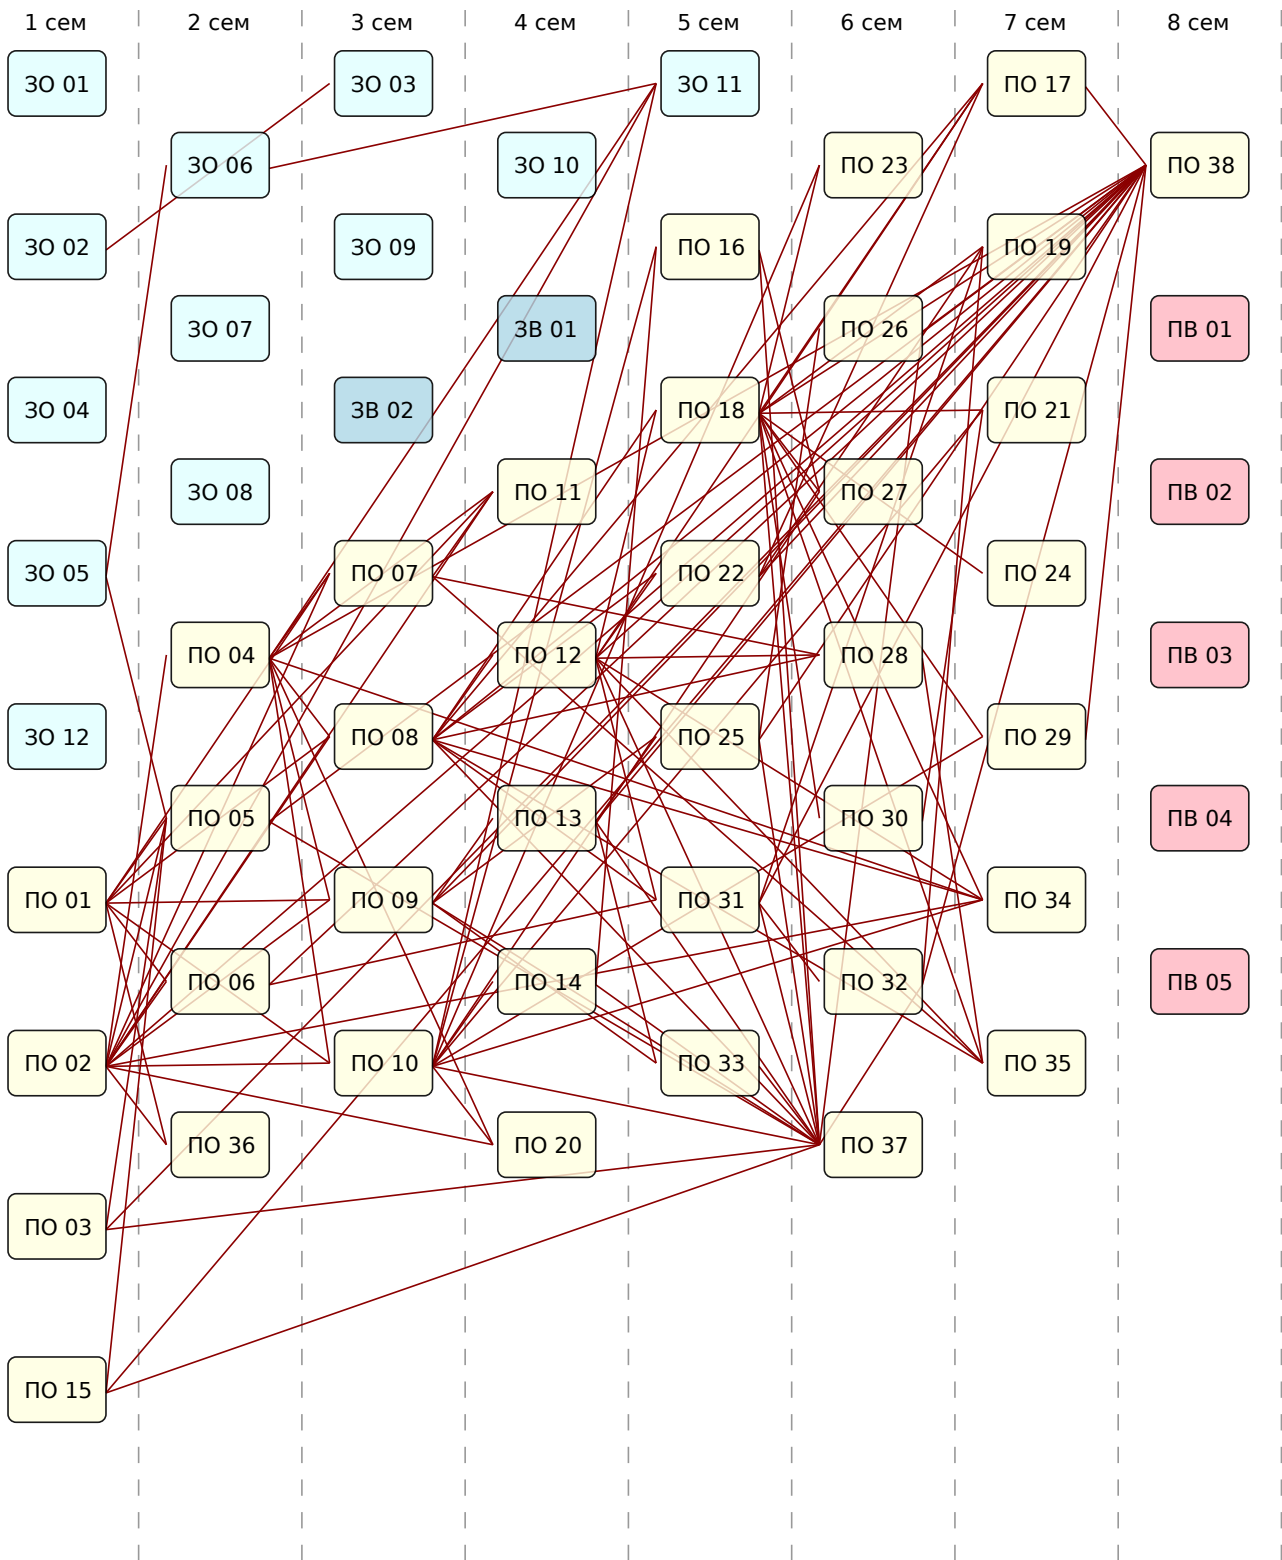 1 сем 2 сем 3 сем 4 сем 5 сем 6 сем 7 сем 8 сем
ЗО 01 ЗО 03 ЗО 11 ПО 17
ЗО 06 ЗО 10 ПО 23 ПО 38
ЗО 02 ЗО 09 ПО 16 ПО 19
ЗО 07 ЗВ 01 ПО 26 ПВ 01
ЗО 04 ЗВ 02 ПО 18 ПО 21
ЗО 08 ПО 11 ПО 27 ПВ 02
ЗО 05 ПО 07 ПО 22 ПО 24
ПО 04 ПО 12 ПО 28 ПВ 03
ЗО 12 ПО 08 ПО 25 ПО 29
ПО 05 ПО 13 ПО 30 ПВ 04
ПО 01 ПО 09 ПО 31 ПО 34
ПО 06 ПО 14 ПО 32 ПВ 05
ПО 02 ПО 10 ПО 33 ПО 35
ПО 36 ПО 20 ПО 37
ПО 03
ПО 15